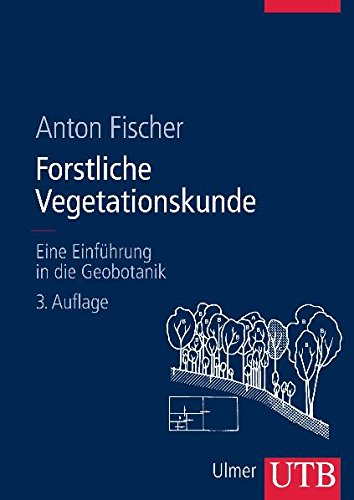 Anton Fischer
Forstliche
Vegetationskunde
Eine Einführung
in die Geobotanik
3. Auflage
Ulmer
UTB